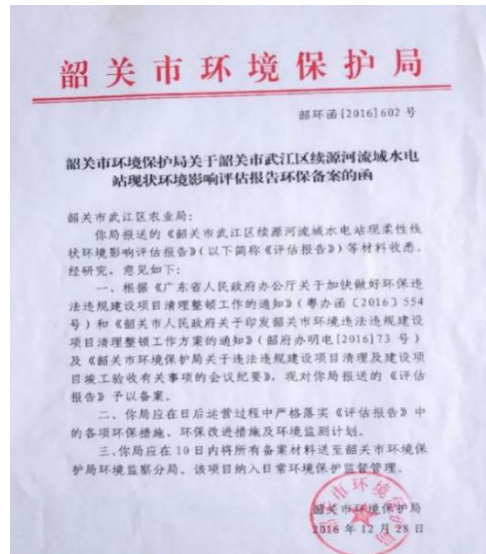 韶关市环境保护局
韶环函[2016]602 号
韶关市环境保护局关于韶关市武江区续源河流域水电
站现状环境影响评估报告环保备案的函
韶关市武江区农业局:
你局报送的《韶关市武江区续源河流域水电站现柔性线
状环境影响评估报告》(以下简称《评估报告》)等材料收悉。
经研究,意见如下:
一、根据《广东省人民政府办公厅关于加快做好环保违
法违规建设项目清理整顿工作的通知》(粤办函〔2016〕554
号)和《韶关市人民政府关于印发韶关市环境违法违规建设
项目清理整顿工作方案的通知》(韶府办明电[2016]73 号)
及《韶关市环境保护局关于违法违规建设项目清理及建设项
目竣工验收有关事项的会议纪要》,现对你局报送的《评估
报告》予以备案。
二、你局应在日后运营过程中严格落实《评估报告》中
的各项环保措施、环保改进措施及环境监测计划。
三、你局应在 10 日内将所有备案材料送至韶关市环境保
护局环境监察分局。该项目纳入日常环境保护监督管理。
韶关市环境保护局
2016 年 12 月 28 日